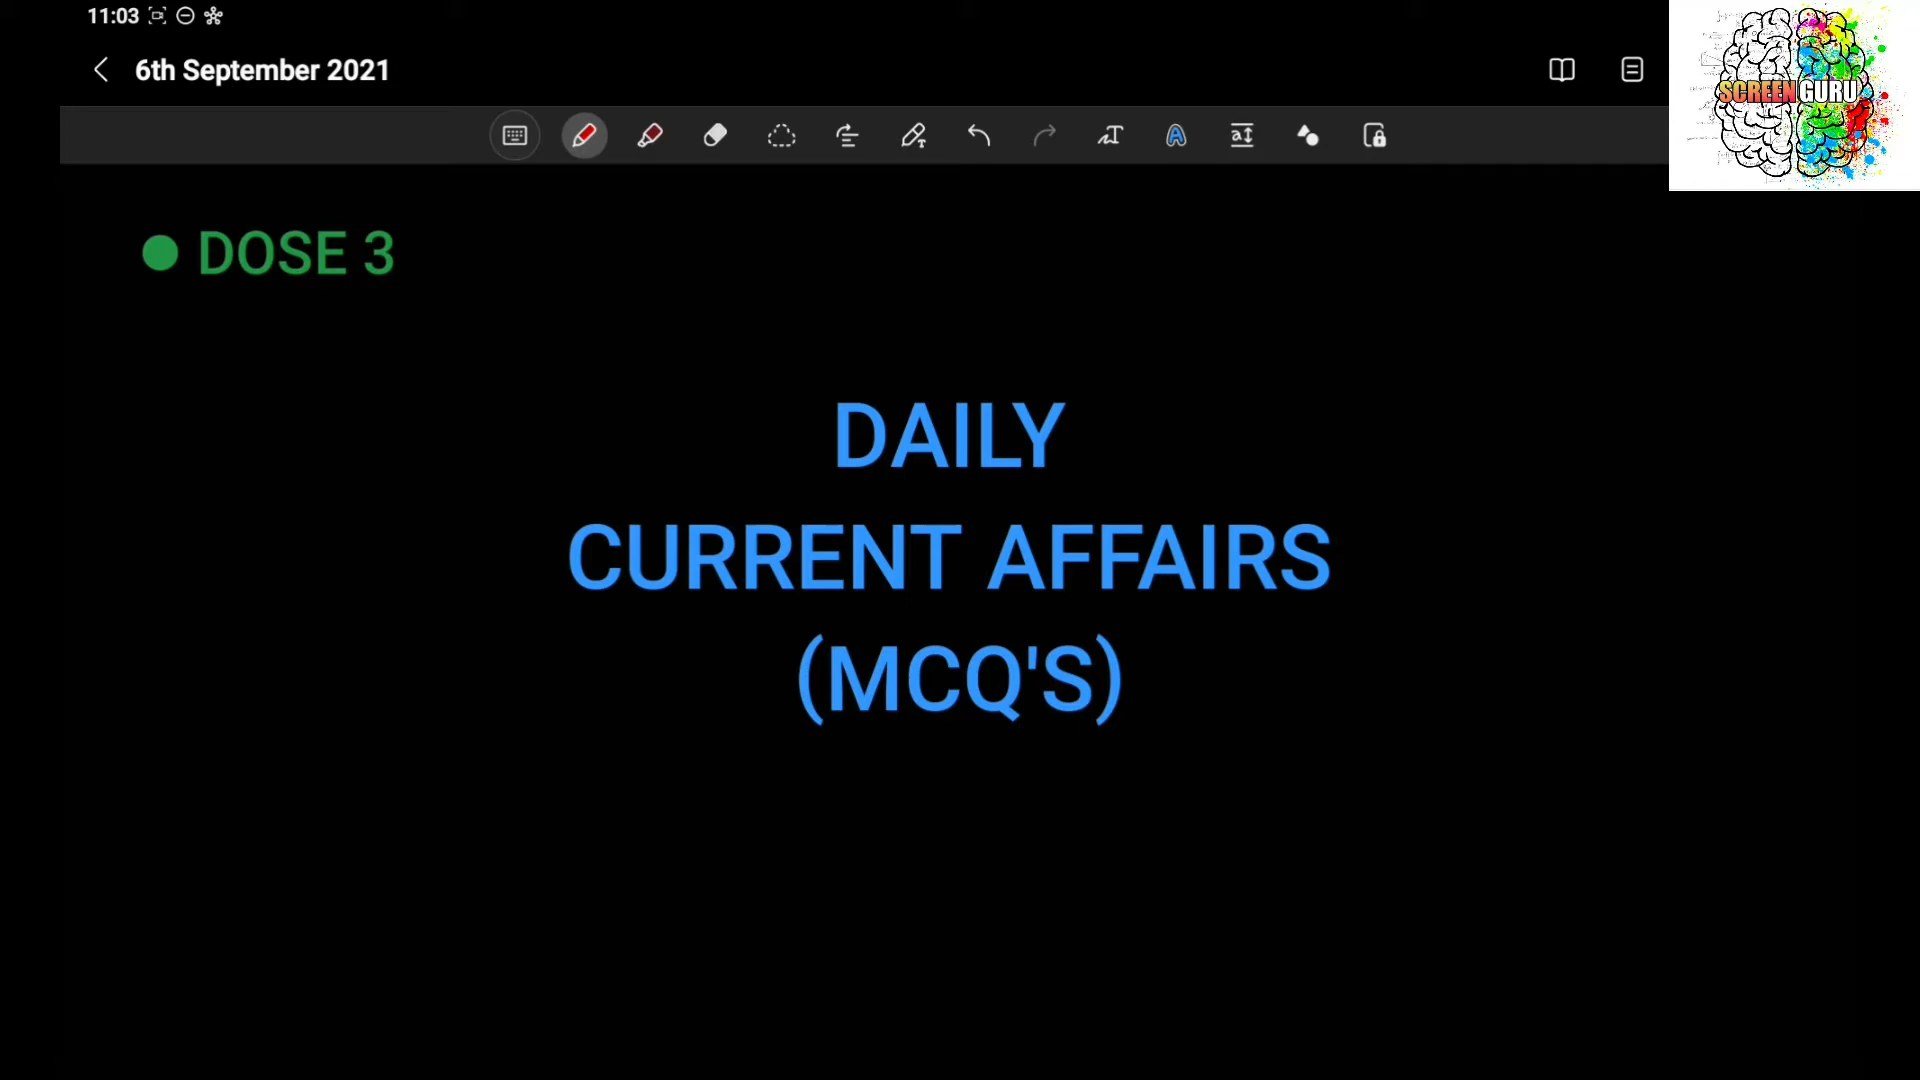 11:03
6th September 2021
SCREEN GURU
DOSE 3
DAILY
CURRENT AFFAIRS
(MCQ'S)